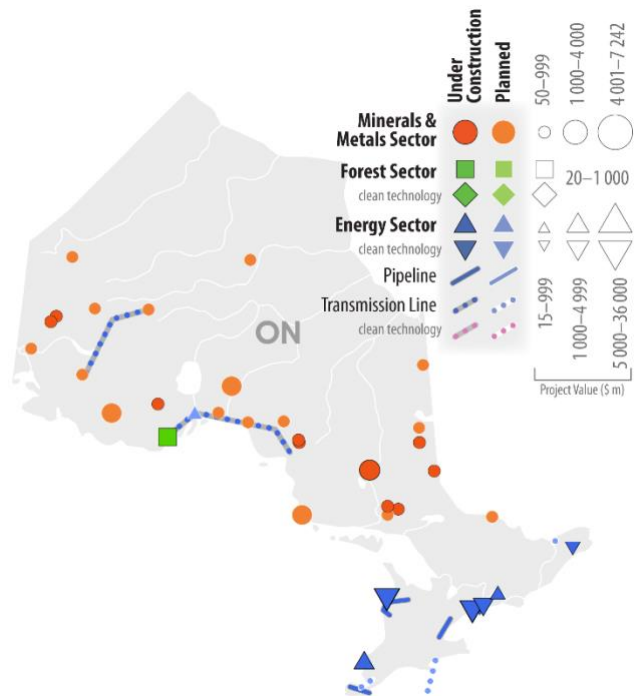 Under
Construction
Planned
50–999
1 000–4 000
4 001–7 242
Minerals &
Metals Sector
Forest Sector
20–1 000
clean technology
Energy Sector
clean technology
Pipeline
Transmission Line
clean technology
15–999
1 000–4 999
5 000–36 000
Project Value ($ m)
ON